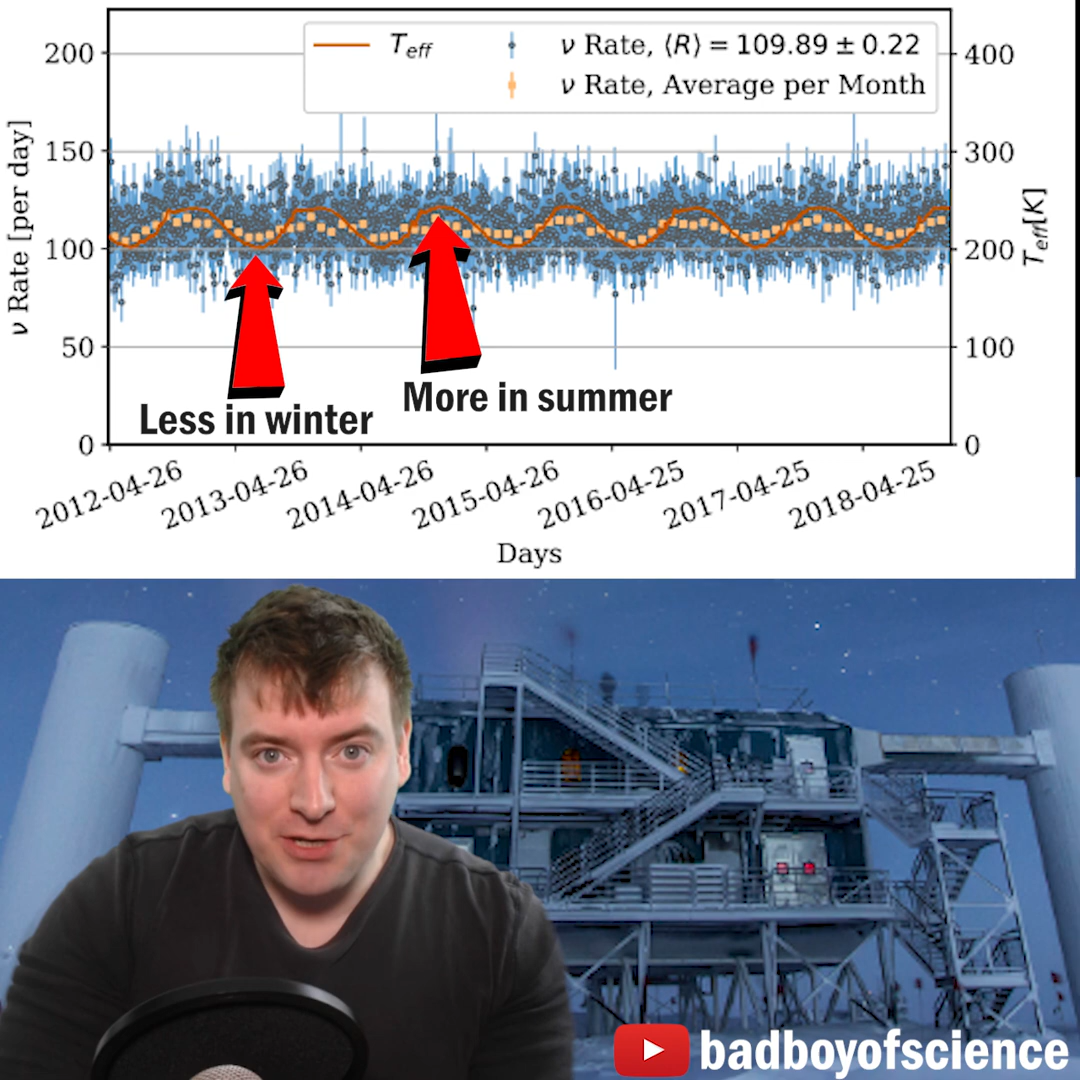 T_eff
ν Rate, ⟨R⟩ = 109.89 ± 0.22
ν Rate, Average per Month
200
150
100
50
0
ν Rate [per day]
400
300
200
100
0
T_eff[K]
Less in winter
More in summer
2012-04-26
2013-04-26
2014-04-26
2015-04-26
2016-04-25
2017-04-25
2018-04-25
Days
badboyofscience